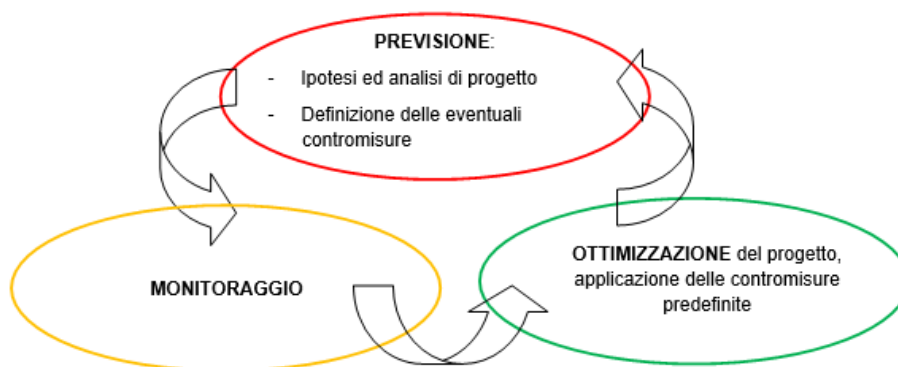 PREVISIONE:
- Ipotesi ed analisi di progetto
- Definizione delle eventuali
contromisure
MONITORAGGIO
OTTIMIZZAZIONE del progetto,
applicazione delle contromisure
predefinite